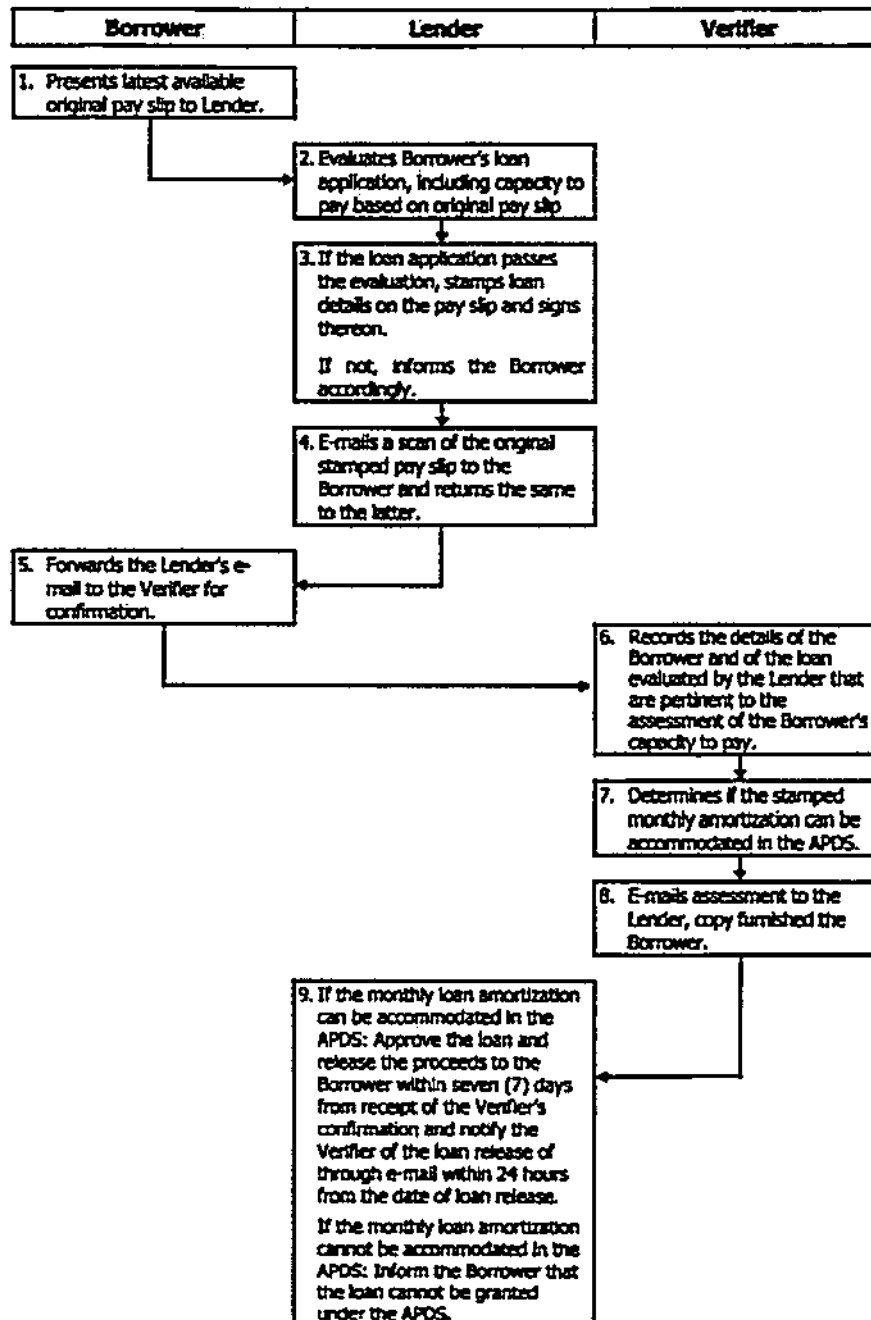 Borrower Lender Verifier
1. Presents latest available
original pay slip to Lender.
2. Evaluates Borrower's loan
application, including capacity to
pay based on original pay slip
3. If the loan application passes
the evaluation, stamps loan
details on the pay slip and signs
thereon.
If not, informs the Borrower
accordingly.
4. E-mails a scan of the original
stamped pay slip to the
Borrower and returns the same
to the latter.
5. Forwards the Lender's e-
mail to the Verifier for
confirmation.
6. Records the details of the
Borrower and of the loan
evaluated by the Lender that
are pertinent to the
assessment of the Borrower's
capacity to pay.
7. Determines if the stamped
monthly amortization can be
accommodated in the APDS.
8. E-mails assessment to the
Lender, copy furnished the
Borrower.
9. If the monthly loan amortization
can be accommodated in the
APDS: Approve the loan and
release the proceeds to the
Borrower within seven (7) days
from receipt of the Verifier's
confirmation and notify the
Verifier of the loan release of
through e-mail within 24 hours
from the date of loan release.
If the monthly loan amortization
cannot be accommodated in the
APDS: Inform the Borrower that
the loan cannot be granted
under the APDS.